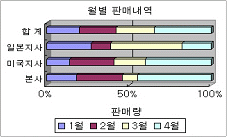 월별 판매내역
합 계
일본지사
미국지사
본사
0% 50% 100%
판매량
1월 2월 3월 4월